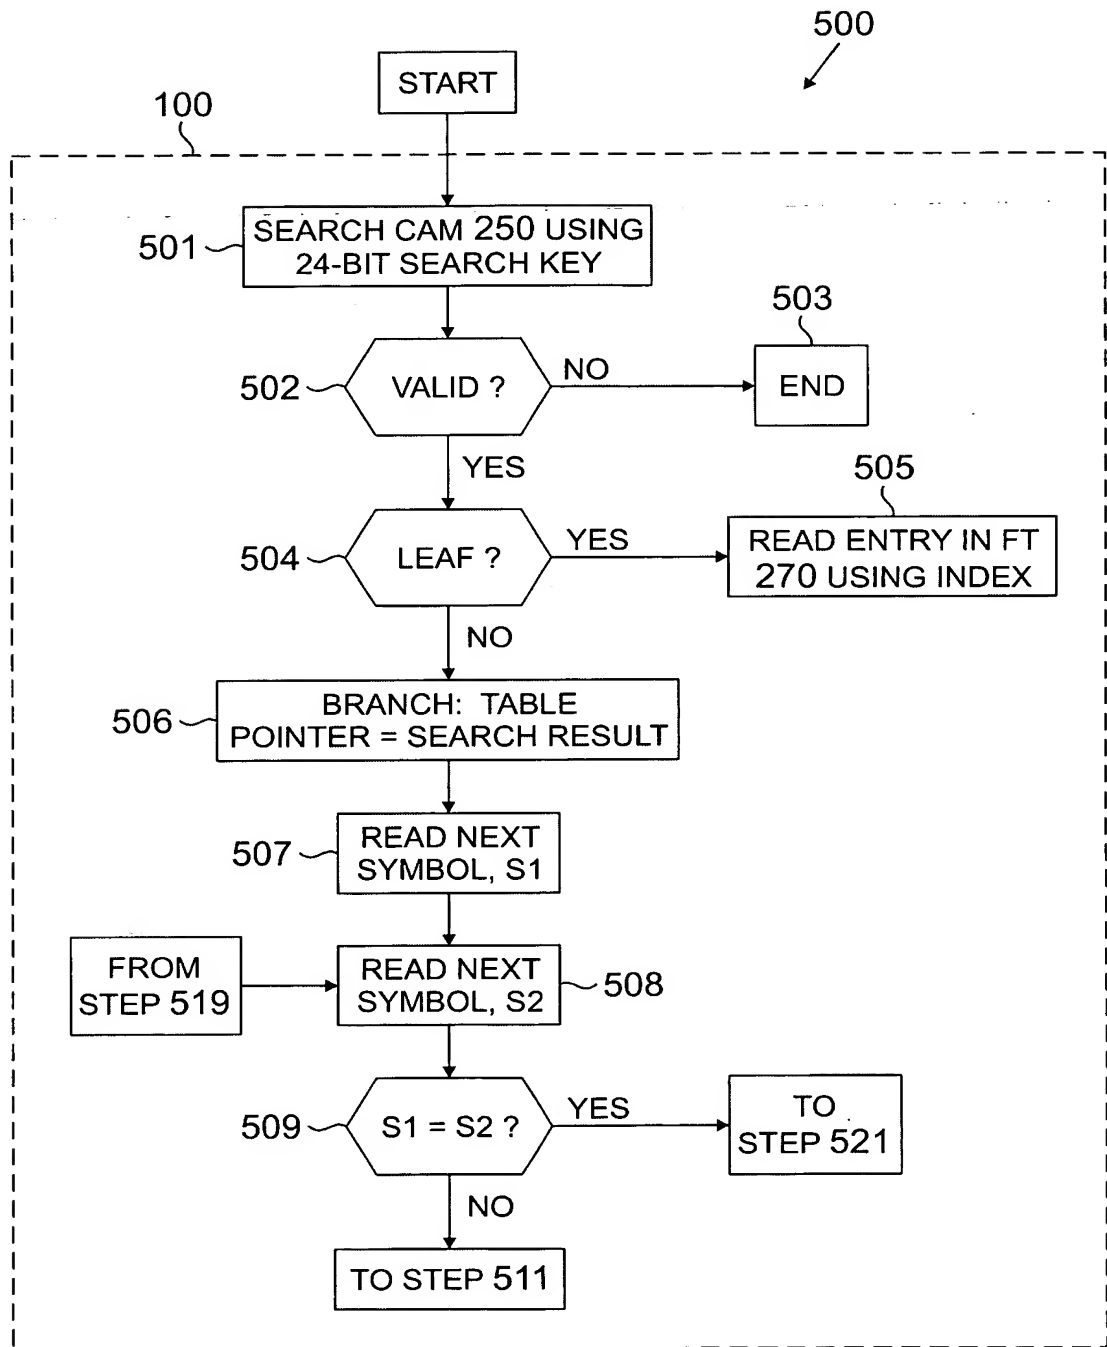 500
START
100
501
SEARCH CAM 250 USING
24-BIT SEARCH KEY
502
VALID ?
NO
503
END
YES
504
LEAF ?
YES
505
READ ENTRY IN FT
270 USING INDEX
NO
506
BRANCH: TABLE
POINTER = SEARCH RESULT
507
READ NEXT
SYMBOL, S1
FROM
STEP 519
READ NEXT
SYMBOL, S2
508
509
S1 = S2 ?
YES
TO
STEP 521
NO
TO STEP 511